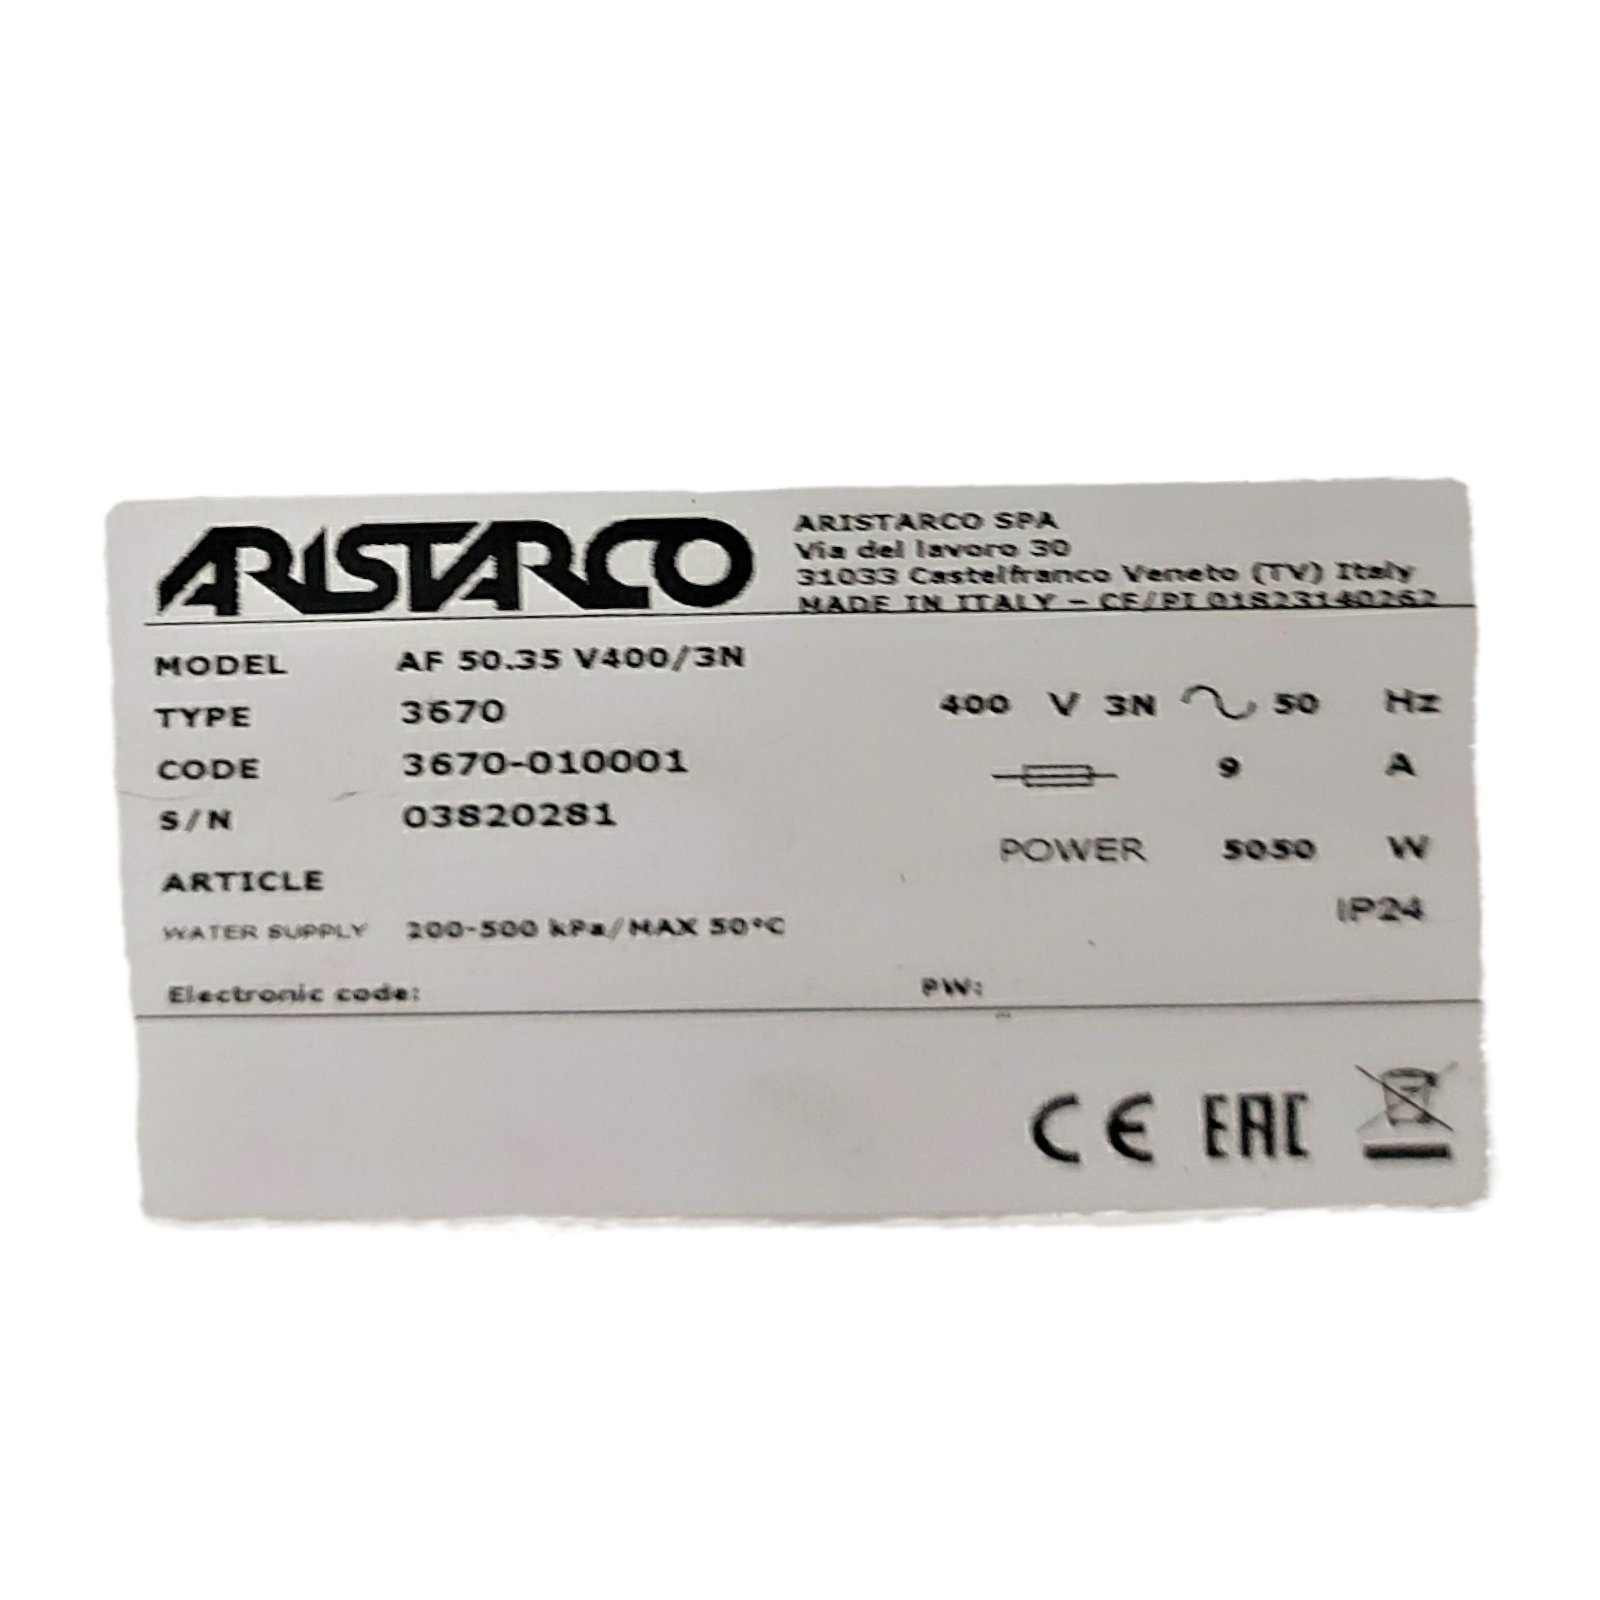 ARISTARCO
ARISTARCO SPA
Via del lavoro 30
31033 Castelfranco Veneto (TV) Italy
MADE IN ITALY - CF/PI 01823140262
MODEL AF 50.35 V400/3N
TYPE 3670
400 V 3N 50 Hz
CODE 3670-010001
9 A
S/N 03820281
POWER 5050 W
ARTICLE
IP24
WATER SUPPLY 200-500 kPa/MAX 50°C
Electronic code: PW:
CE EAC